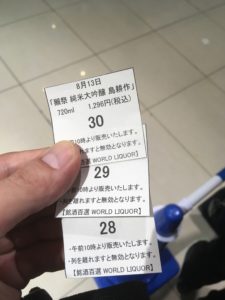 8月13日
「獺祭 純米大吟醸 島耕作」
720ml 1,296円(税込)
30
午前10時より販売いたします。
・列を離れますと無効となります。
29
・午前10時より販売いたします。
・列を離れますと無効となります。
【銘酒百選 WORLD LIQUOR】
28
・午前10時より販売いたします。
・列を離れますと無効となります。
【銘酒百選 WORLD LIQUOR】